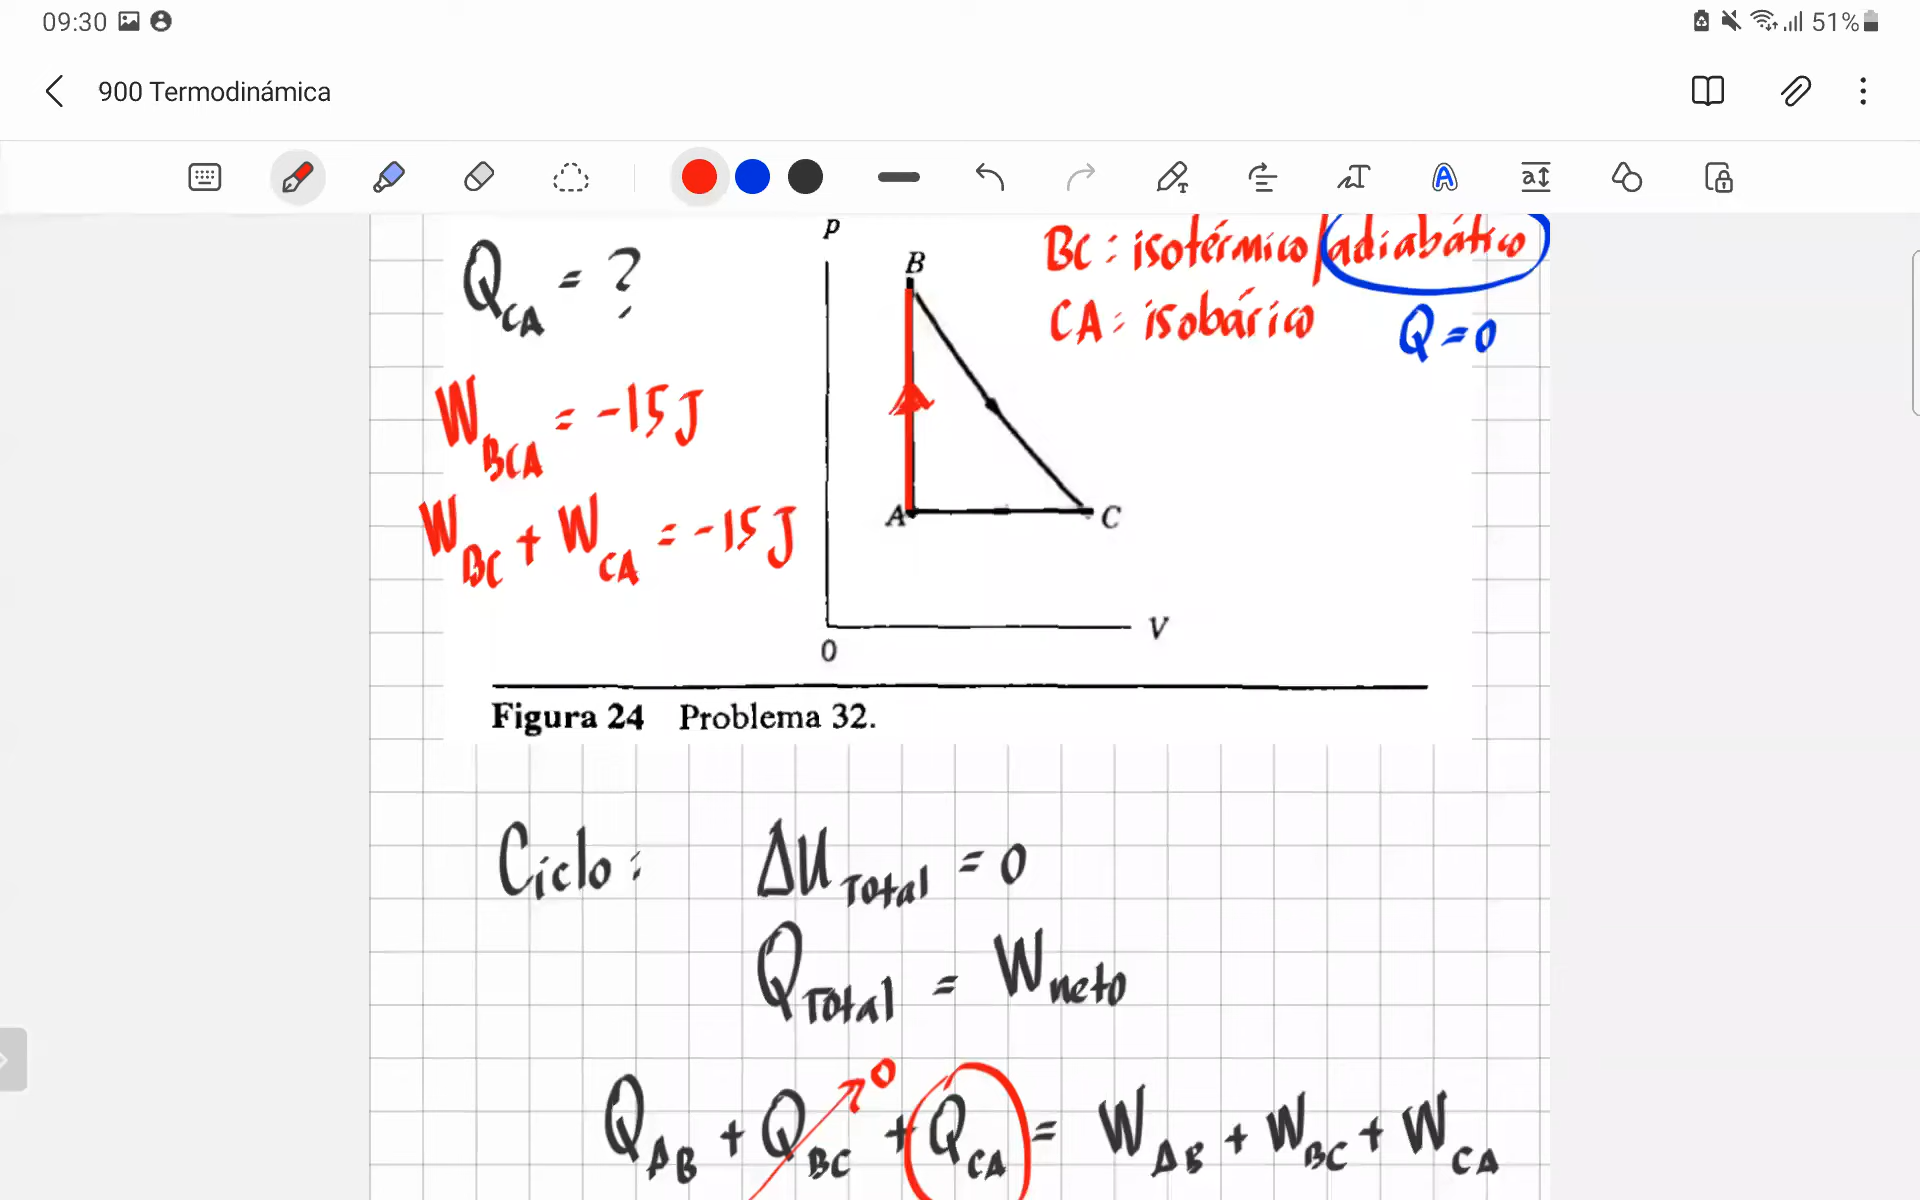 09:30 51%
900 Termodinámica
Q_CA = ?
P
B
A
C
0
V
BC : isotérmico/adiabático
CA : isobárico
Q = 0
W_BCA = -15 J
W_BC + W_CA = -15 J
Figura 24 Problema 32.
Ciclo : ΔU_Total = 0
Q_Total = W_neto
0
Q_AB + Q_BC + Q_CA = W_AB + W_BC + W_CA